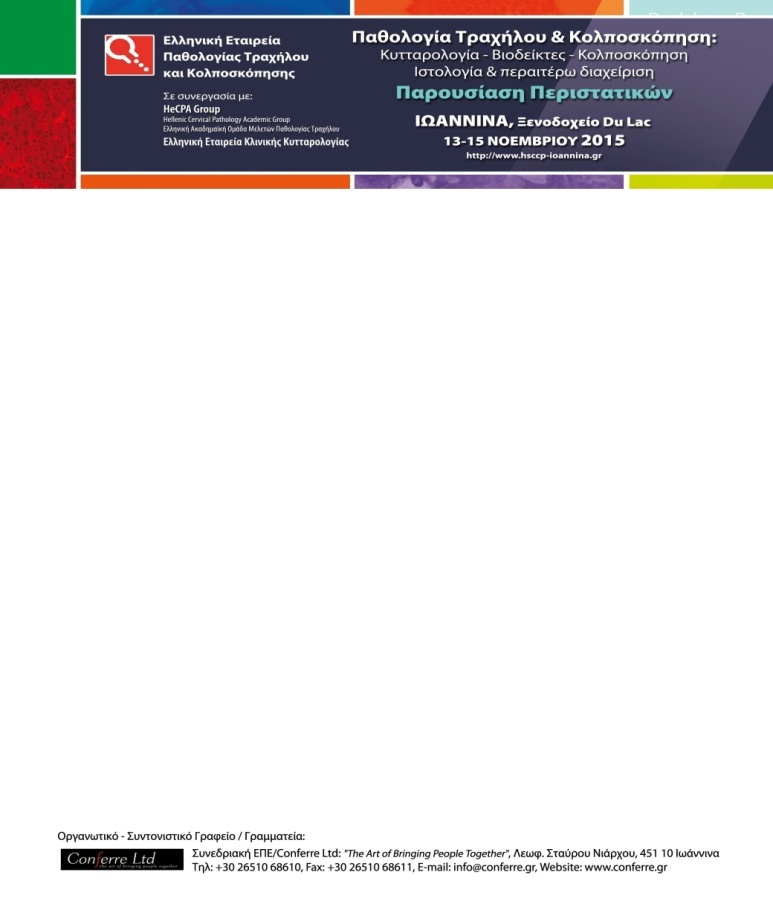 Ελληνική Εταιρεία
Παθολογίας Τραχήλου
και Κολποσκόπησης
Σε συνεργασία με:
HeCPA Group
Hellenic Cervical Pathology Academic Group
Ελληνική Ακαδημαϊκή Ομάδα Μελετών Παθολογίας Τραχήλου
Ελληνική Εταιρεία Κλινικής Κυτταρολογίας
Παθολογία Τραχήλου & Κολποσκόπηση:
Κυτταρολογία - Βιοδείκτες - Κολποσκόπηση
Ιστολογία & περαιτέρω διαχείριση
Παρουσίαση Περιστατικών
ΙΩΑΝΝΙΝΑ, Ξενοδοχείο Du Lac
13-15 ΝΟΕΜΒΡΙΟΥ 2015
http://www.hsccp-ioannina.gr
Οργανωτικό - Συντονιστικό Γραφείο / Γραμματεία:
Conferre Ltd
the art of bringing people together
Συνεδριακή ΕΠΕ/Conferre Ltd: "The Art of Bringing People Together", Λεωφ. Σταύρου Νιάρχου, 451 10 Ιωάννινα
Τηλ: +30 26510 68610, Fax: +30 26510 68611, E-mail: info@conferre.gr, Website: www.conferre.gr